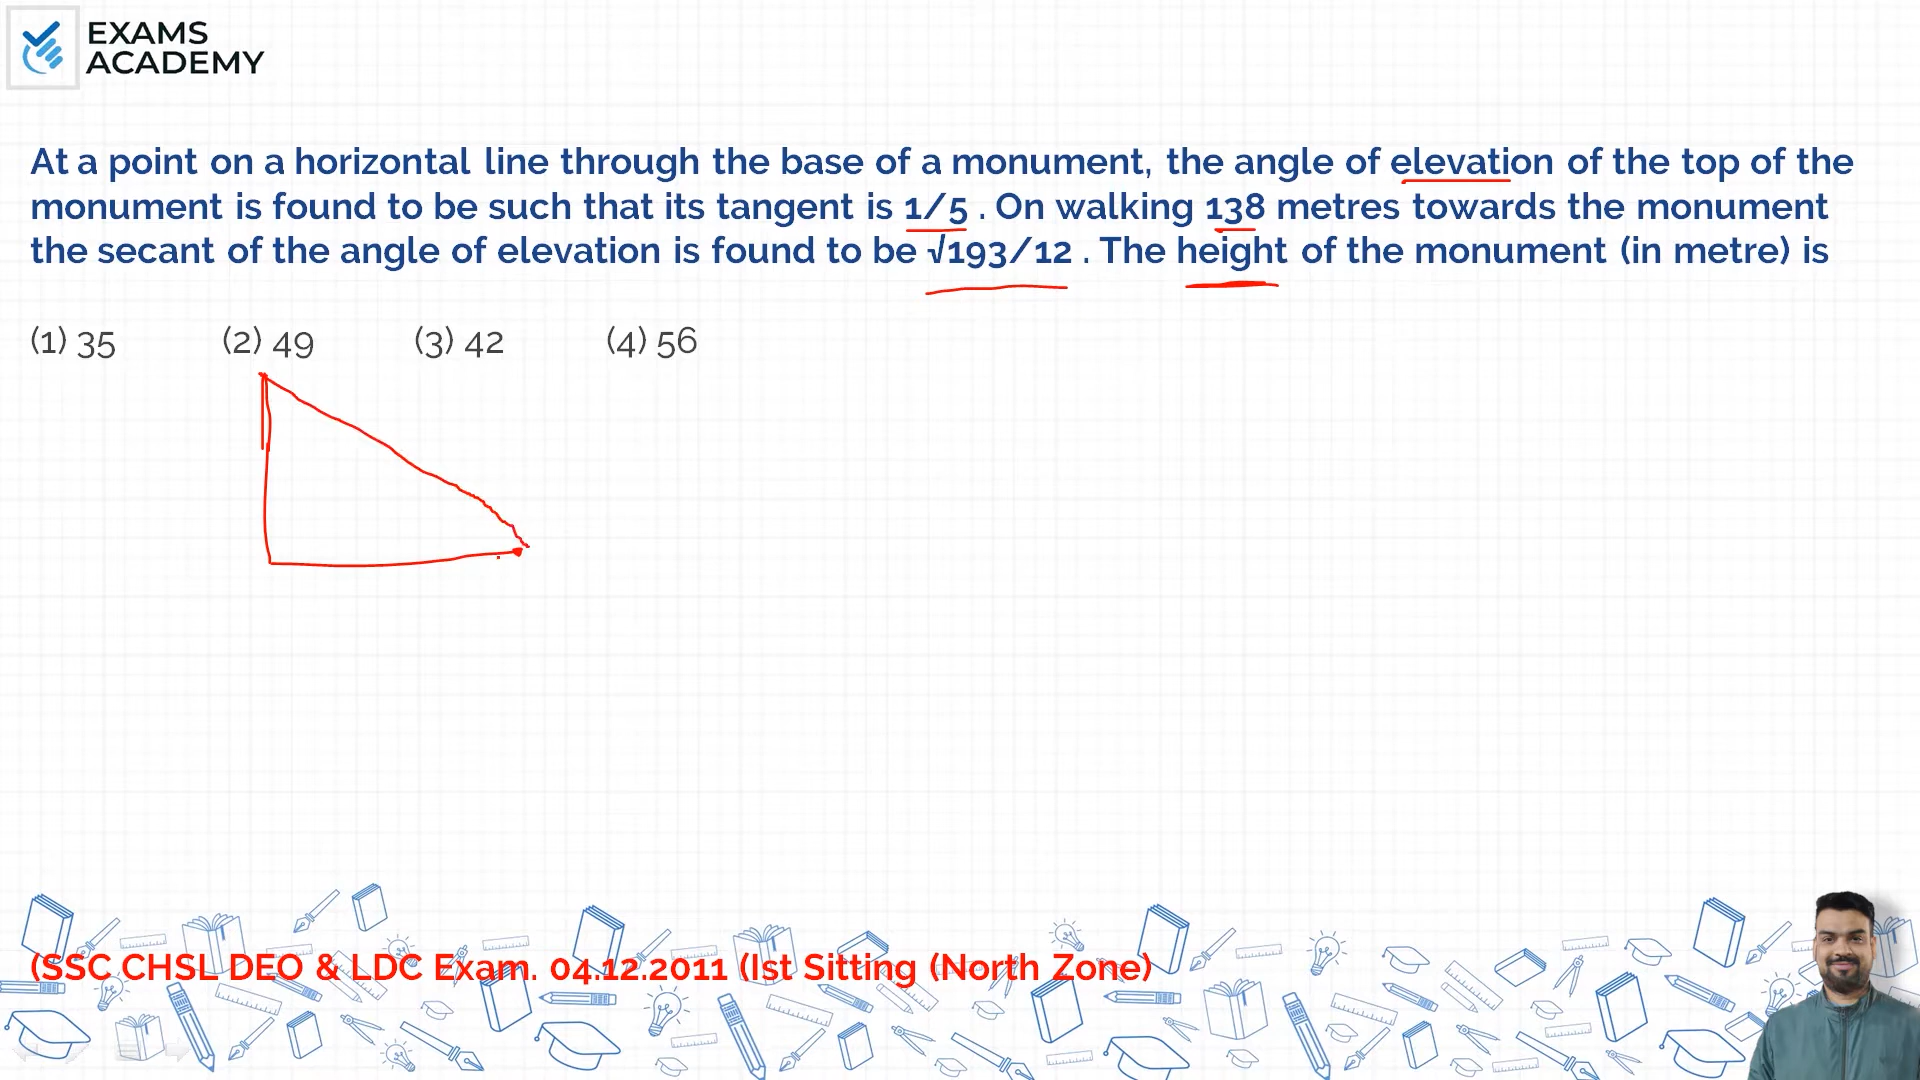 EXAMS
ACADEMY
At a point on a horizontal line through the base of a monument, the angle of elevation of the top of the
monument is found to be such that its tangent is 1/5 . On walking 138 metres towards the monument
the secant of the angle of elevation is found to be √193/12 . The height of the monument (in metre) is
(1) 35 (2) 49 (3) 42 (4) 56
(SSC CHSL DEO & LDC Exam. 04.12.2011 (Ist Sitting (North Zone)